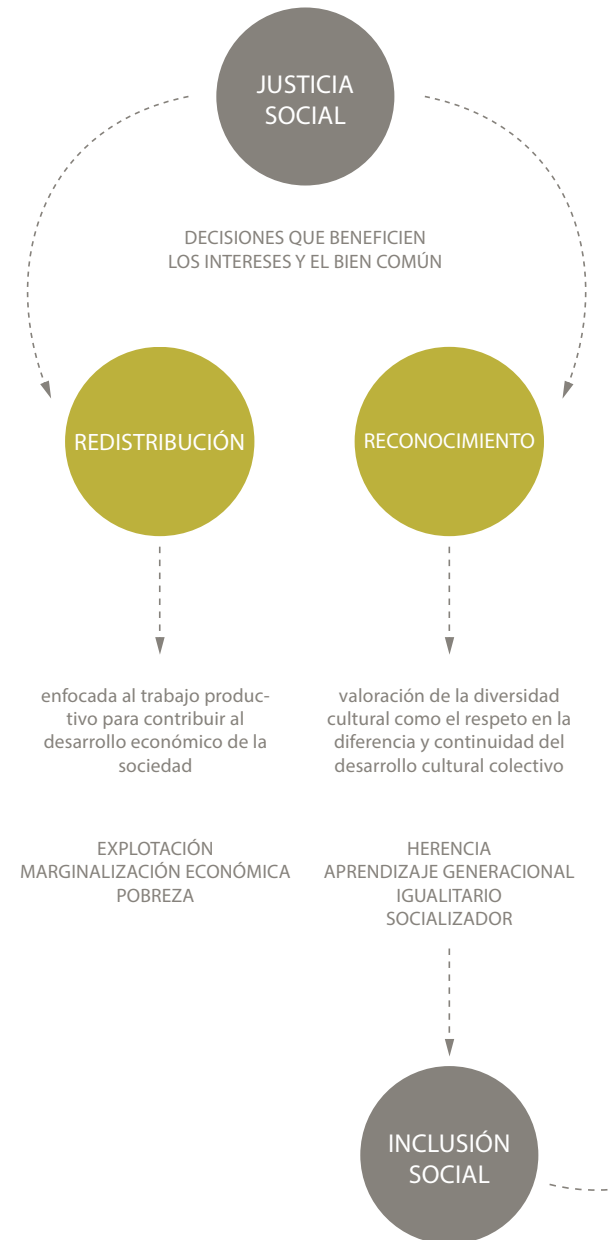 JUSTICIA
SOCIAL
DECISIONES QUE BENEFICIEN
LOS INTERESES Y EL BIEN COMÚN
REDISTRIBUCIÓN
enfocada al trabajo produc-
tivo para contribuir al
desarrollo económico de la
sociedad
EXPLOTACIÓN
MARGINALIZACIÓN ECONÓMICA
POBREZA
RECONOCIMIENTO
valoración de la diversidad
cultural como el respeto en la
diferencia y continuidad del
desarrollo cultural colectivo
HERENCIA
APRENDIZAJE GENERACIONAL
IGUALITARIO
SOCIALIZADOR
INCLUSIÓN
SOCIAL